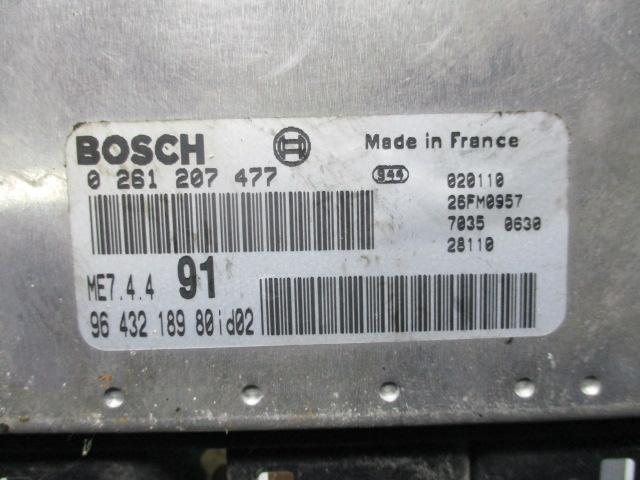 BOSCH
Made in France
0 261 207 477
944
020110
26FM0957
7035 0630
28110
ME7.4.4 91
96 432 189 80id02